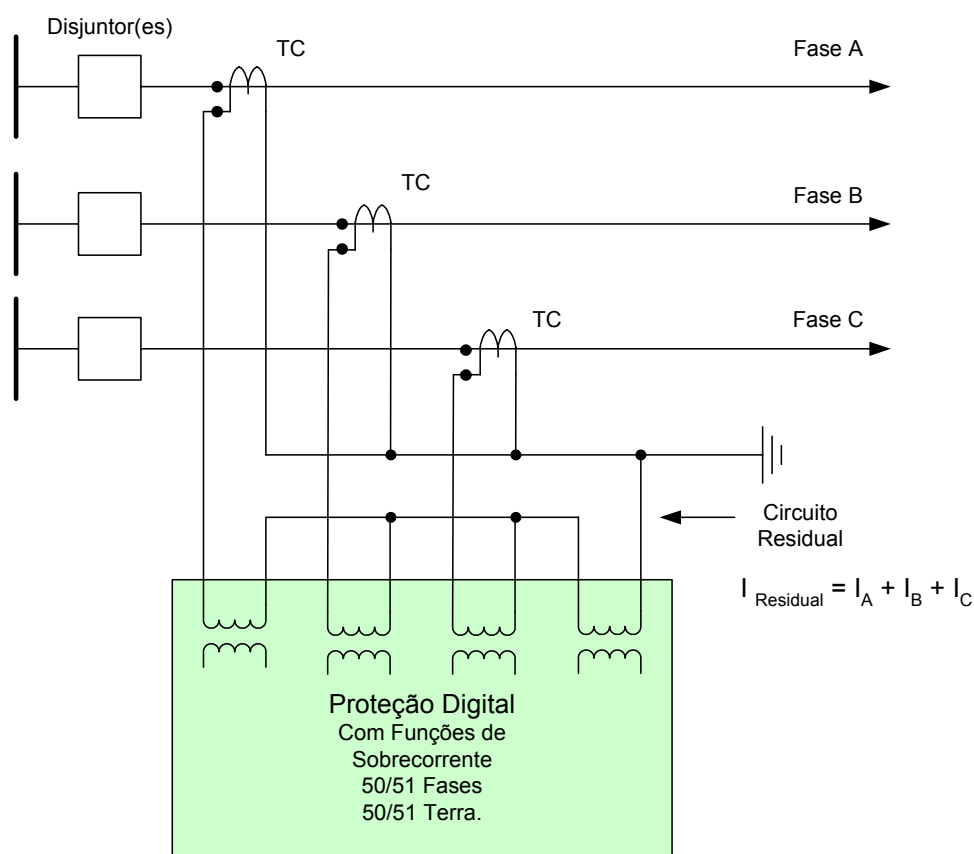 Disjuntor(es)
TC
Fase A
TC
Fase B
TC
Fase C
Circuito
Residual
I Residual = IA + IB + IC
Proteção Digital
Com Funções de
Sobrecorrente
50/51 Fases
50/51 Terra.